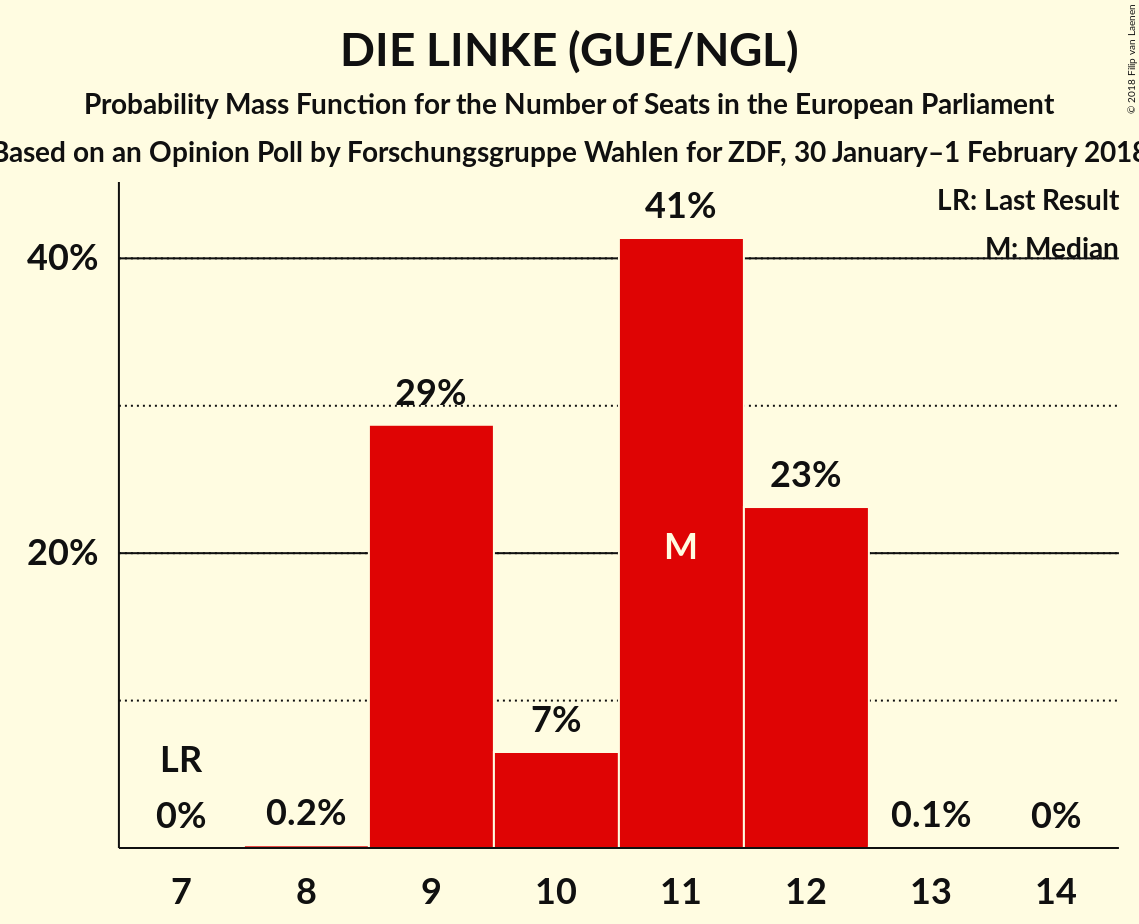 © 2018 Filip van Laenen
DIE LINKE (GUE/NGL)
Probability Mass Function for the Number of Seats in the European Parliament
Based on an Opinion Poll by Forschungsgruppe Wahlen for ZDF, 30 January–1 February 2018
LR: Last Result
M: Median
41%
40%
29%
23%
M
20%
7%
LR
0%
0.2%
0.1%
0%
7 8 9 10 11 12 13 14